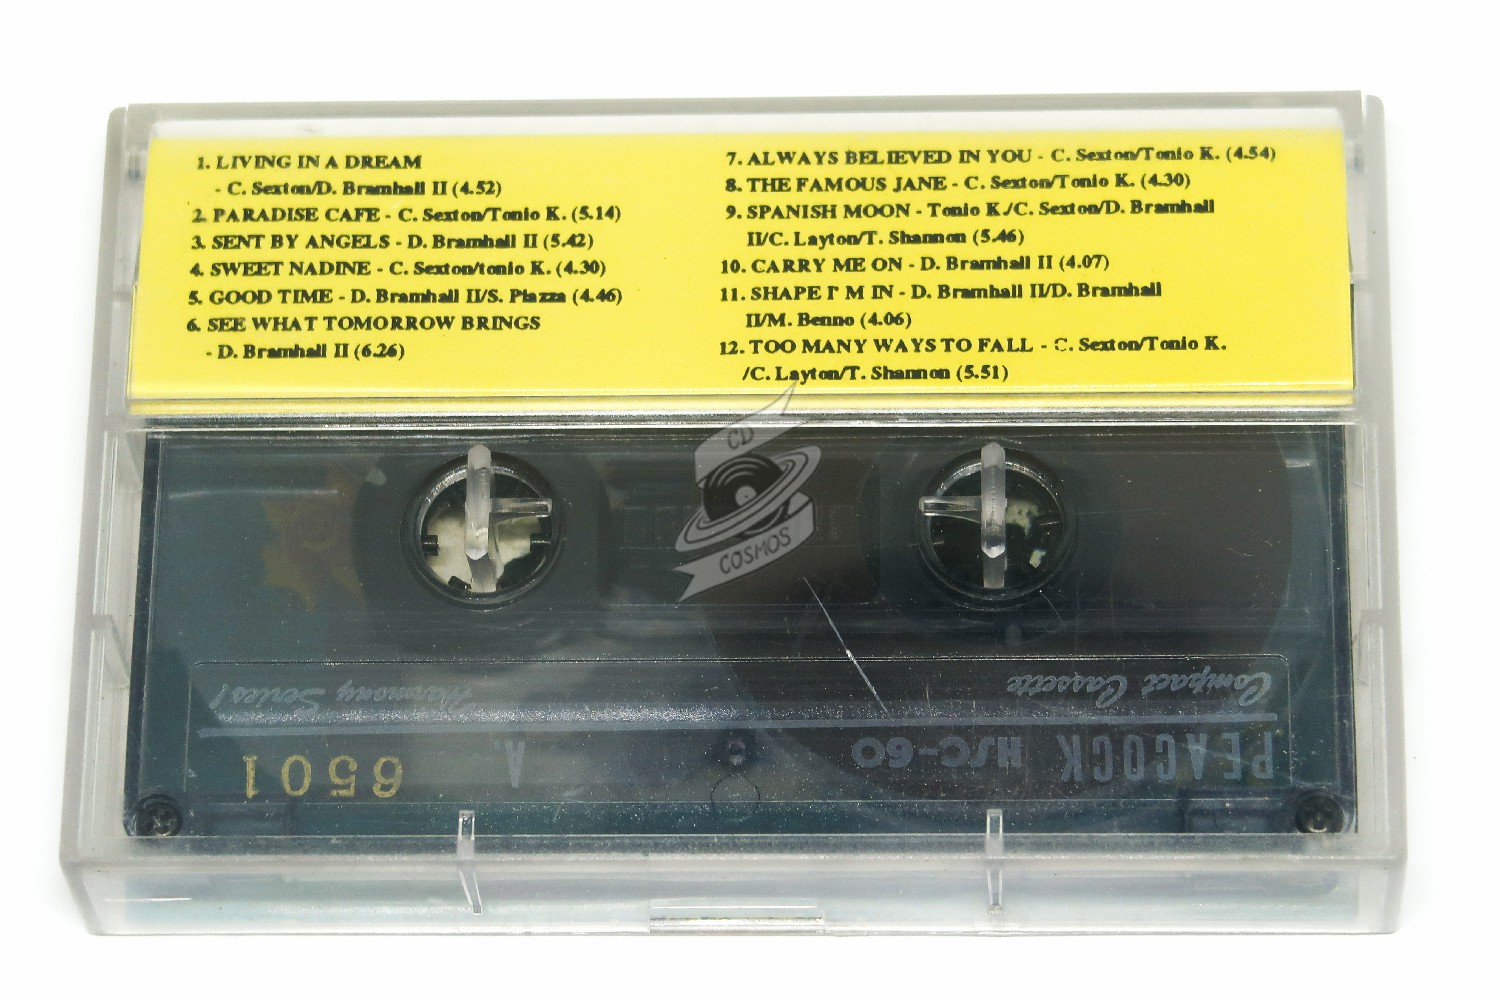 1. LIVING IN A DREAM
- C. Sexton/D. Bramhall II (4.52)
2. PARADISE CAFE - C. Sexton/Tonio K. (5.14)
3. SENT BY ANGELS - D. Bramhall II (5.42)
4. SWEET NADINE - C. Sexton/tonio K. (4.30)
5. GOOD TIME - D. Bramhall II/S. Piazza (4.46)
6. SEE WHAT TOMORROW BRINGS
- D. Bramhall II (6.26)
7. ALWAYS BELIEVED IN YOU - C. Sexton/Tonio K. (4.54)
8. THE FAMOUS JANE - C. Sexton/Tonio K. (4.30)
9. SPANISH MOON - Tonio K./C. Sexton/D. Bramhall
II/C. Layton/T. Shannon (5.46)
10. CARRY ME ON - D. Bramhall II (4.07)
11. SHAPE I' M IN - D. Bramhall II/D. Bramhall
II/M. Benno (4.06)
12. TOO MANY WAYS TO FALL - C. Sexton/Tonio K.
/C. Layton/T. Shannon (5.51)
CD
COSMOS
Compact Cassette Harmony Series!
PEACOCK HSC-60 A. 6501